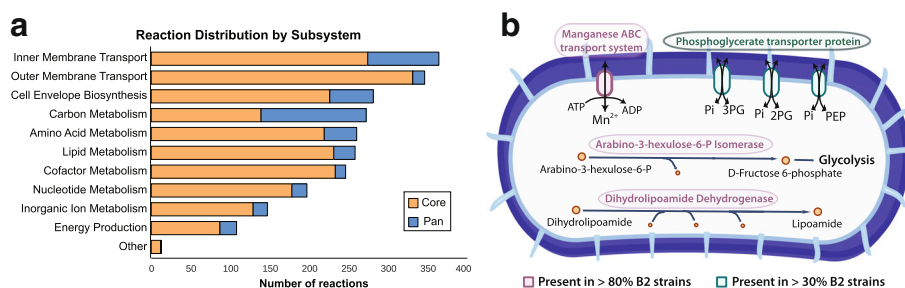 a
Reaction Distribution by Subsystem
Inner Membrane Transport
Outer Membrane Transport
Cell Envelope Biosynthesis
Carbon Metabolism
Amino Acid Metabolism
Lipid Metabolism
Cofactor Metabolism
Nucleotide Metabolism
Inorganic Ion Metabolism
Energy Production
Other
Core
Pan
0 50 100 150 200 250 300 350 400
Number of reactions
b
Manganese ABC
transport system
Phosphoglycerate transporter protein
ATP ADP
Mn2+
Pi 3PG Pi 2PG Pi PEP
Arabino-3-hexulose-6-P Isomerase
Arabino-3-hexulose-6-P
D-Fructose 6-phosphate
Glycolysis
Dihydrolipoamide Dehydrogenase
Dihydrolipoamide
Lipoamide
Present in > 80% B2 strains
Present in > 30% B2 strains